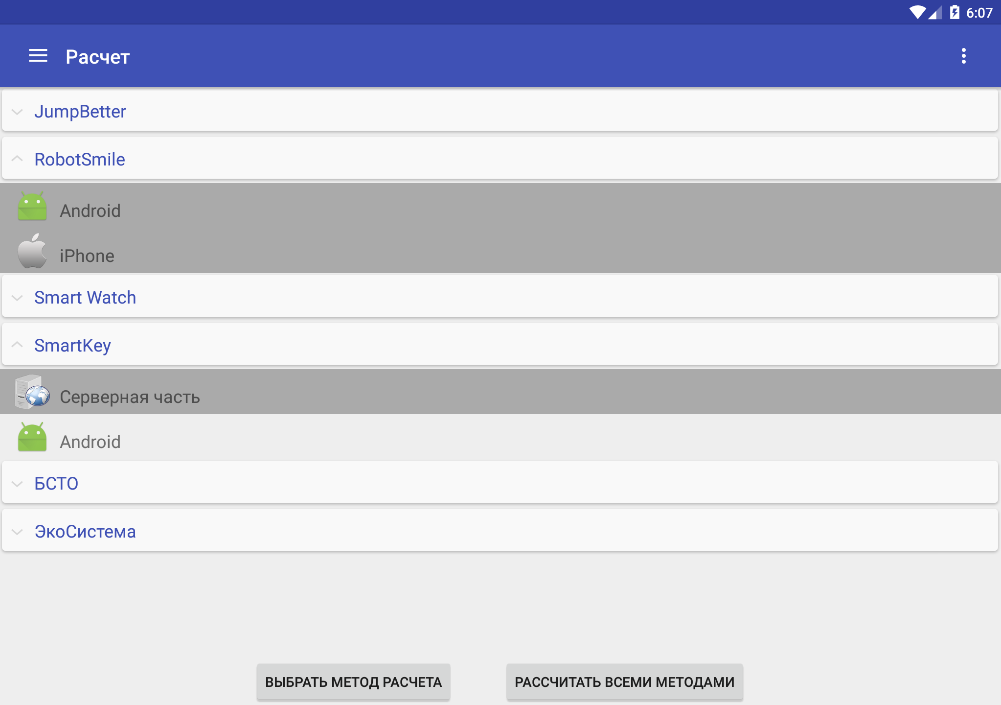 6:07
Расчет
JumpBetter
RobotSmile
Android
iPhone
Smart Watch
SmartKey
Серверная часть
Android
БСТО
ЭкоСистема
ВЫБРАТЬ МЕТОД РАСЧЕТА
РАССЧИТАТЬ ВСЕМИ МЕТОДАМИ